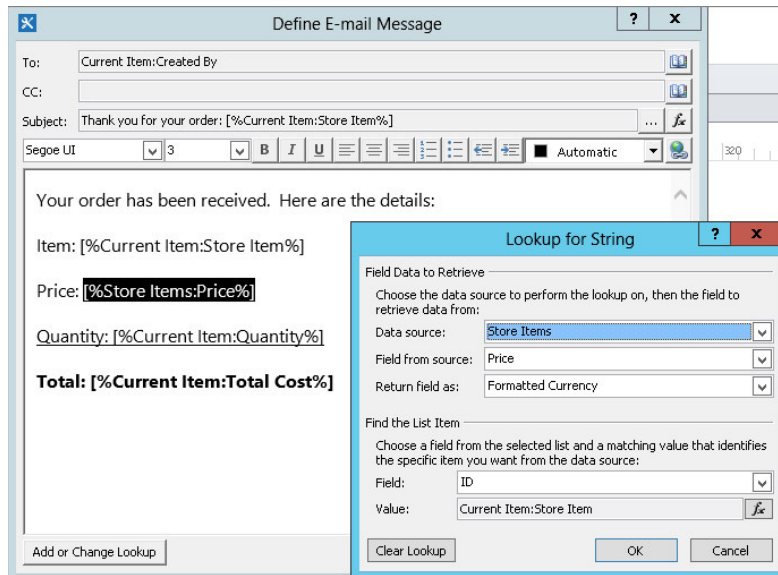 Define E-mail Message
? x
To: Current Item:Created By
CC:
Subject: Thank you for your order: [%Current Item:Store Item%] ... fx
Segoe UI 3 B I U Automatic
320
Your order has been received. Here are the details:
Item: [%Current Item:Store Item%]
Price: [%Store Items:Price%]
Quantity: [%Current Item:Quantity%]
Total: [%Current Item:Total Cost%]
Add or Change Lookup
Lookup for String
? x
Field Data to Retrieve
Choose the data source to perform the lookup on, then the field to
retrieve data from:
Data source: Store Items
Field from source: Price
Return field as: Formatted Currency
Find the List Item
Choose a field from the selected list and a matching value that identifies
the specific item you want from the data source:
Field: ID
Value: Current Item:Store Item fx
Clear Lookup OK Cancel